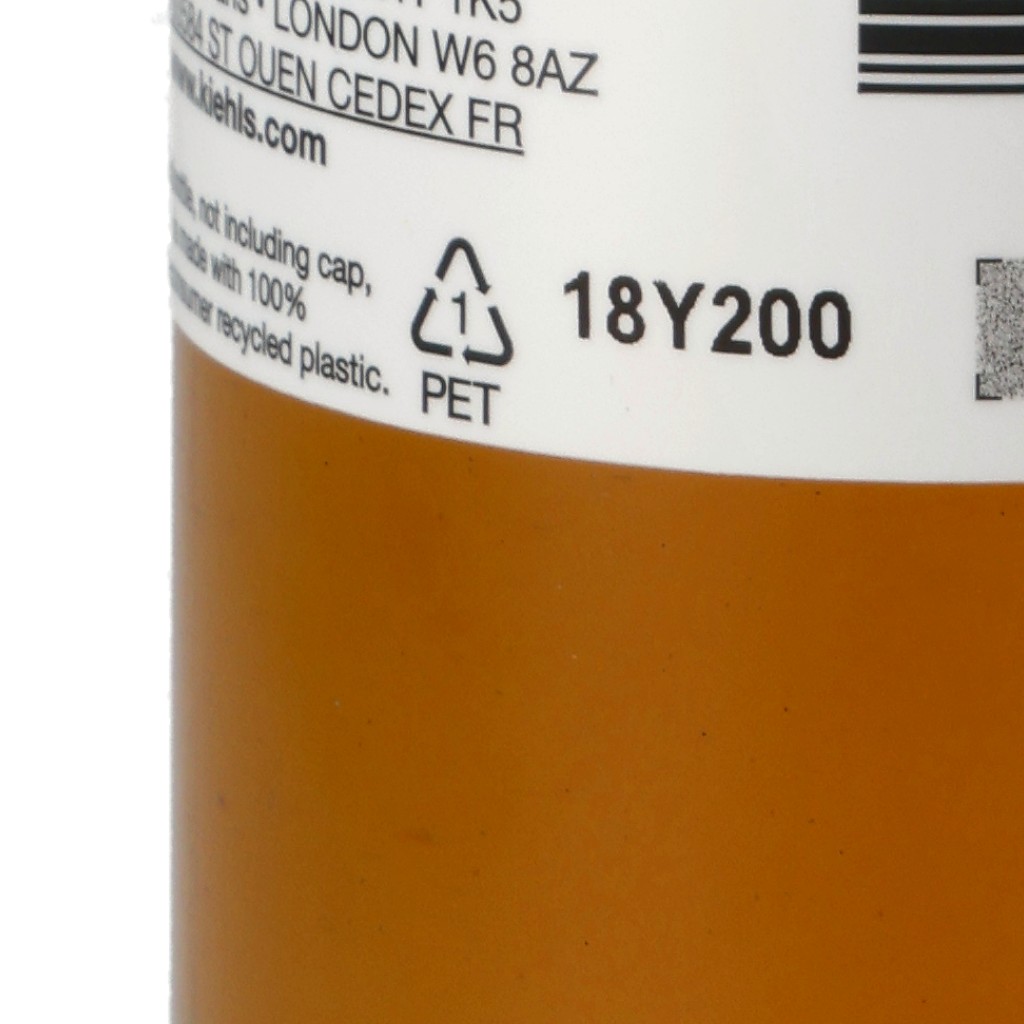 1K5
LONDON W6 8AZ
ST OUEN CEDEX FR
www.kiehls.com
not including cap,
made with 100%
recycled plastic.
1
PET
18Y200